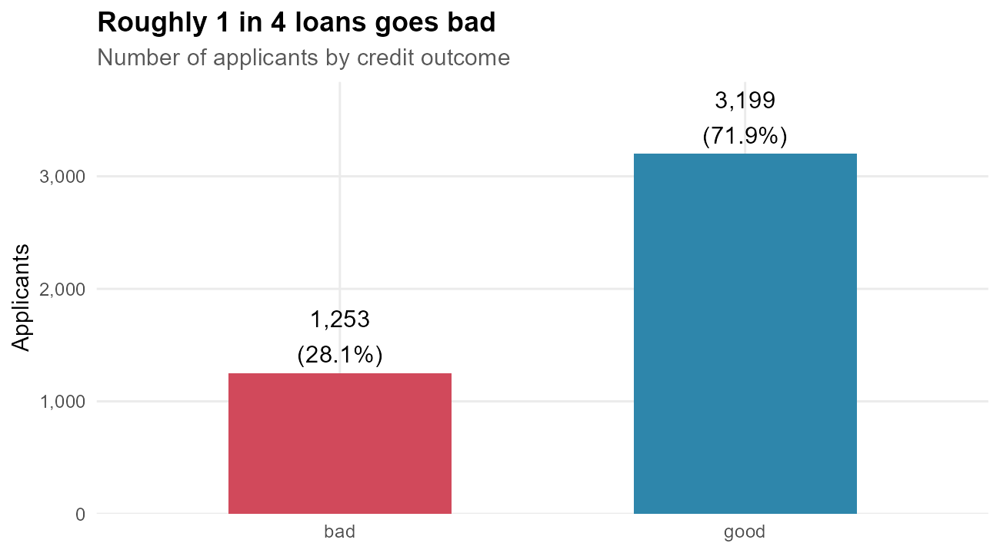 Roughly 1 in 4 loans goes bad
Number of applicants by credit outcome
Applicants
3,000
2,000
1,000
0
1,253
(28.1%)
3,199
(71.9%)
bad
good